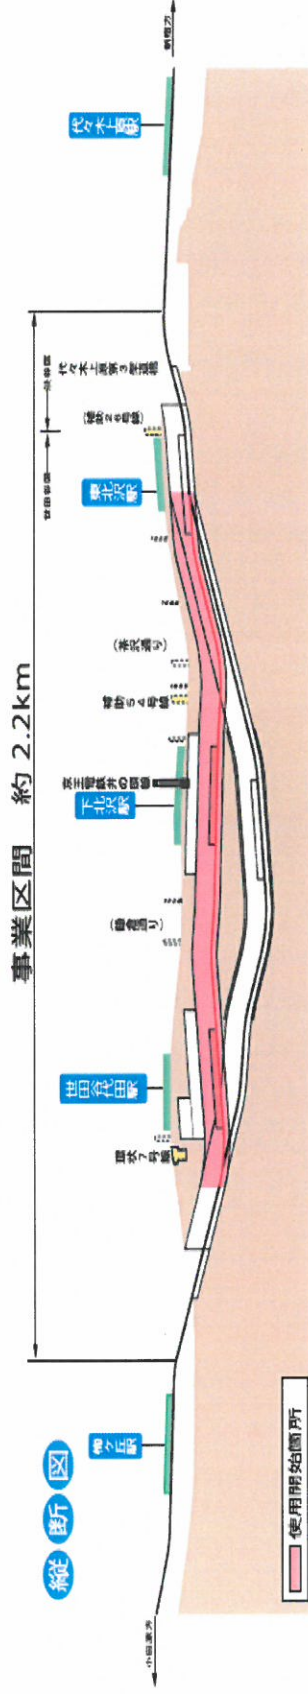 縦断図
事業区間 約2.2km
小田原方
新宿方
梅ヶ丘駅
世田谷代田駅
下北沢駅
東北沢駅
代々木上原駅
環状7号線
(鎌倉通り)
京王電鉄井の頭線
補助54号線
(茶沢通り)
(補助26号線)
世田谷区
渋谷区
代々木上原第3架道橋
使用開始箇所